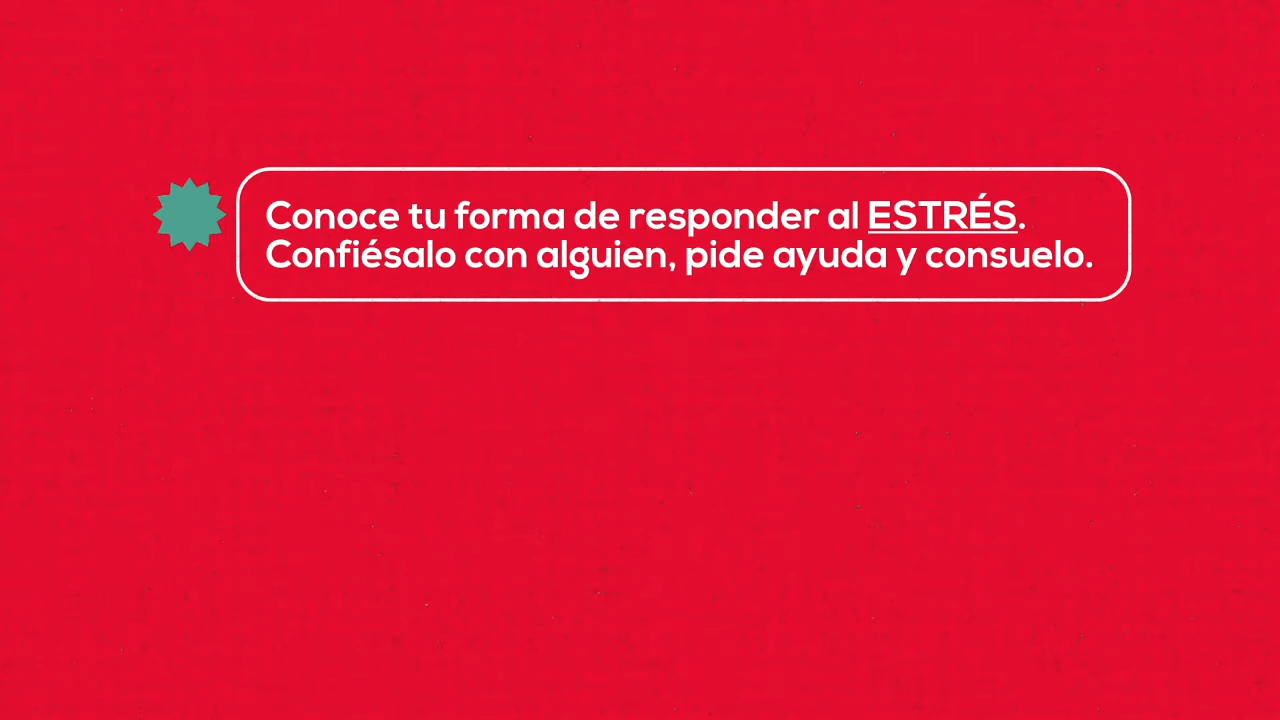 Conoce tu forma de responder al ESTRÉS.
Confiésalo con alguien, pide ayuda y consuelo.